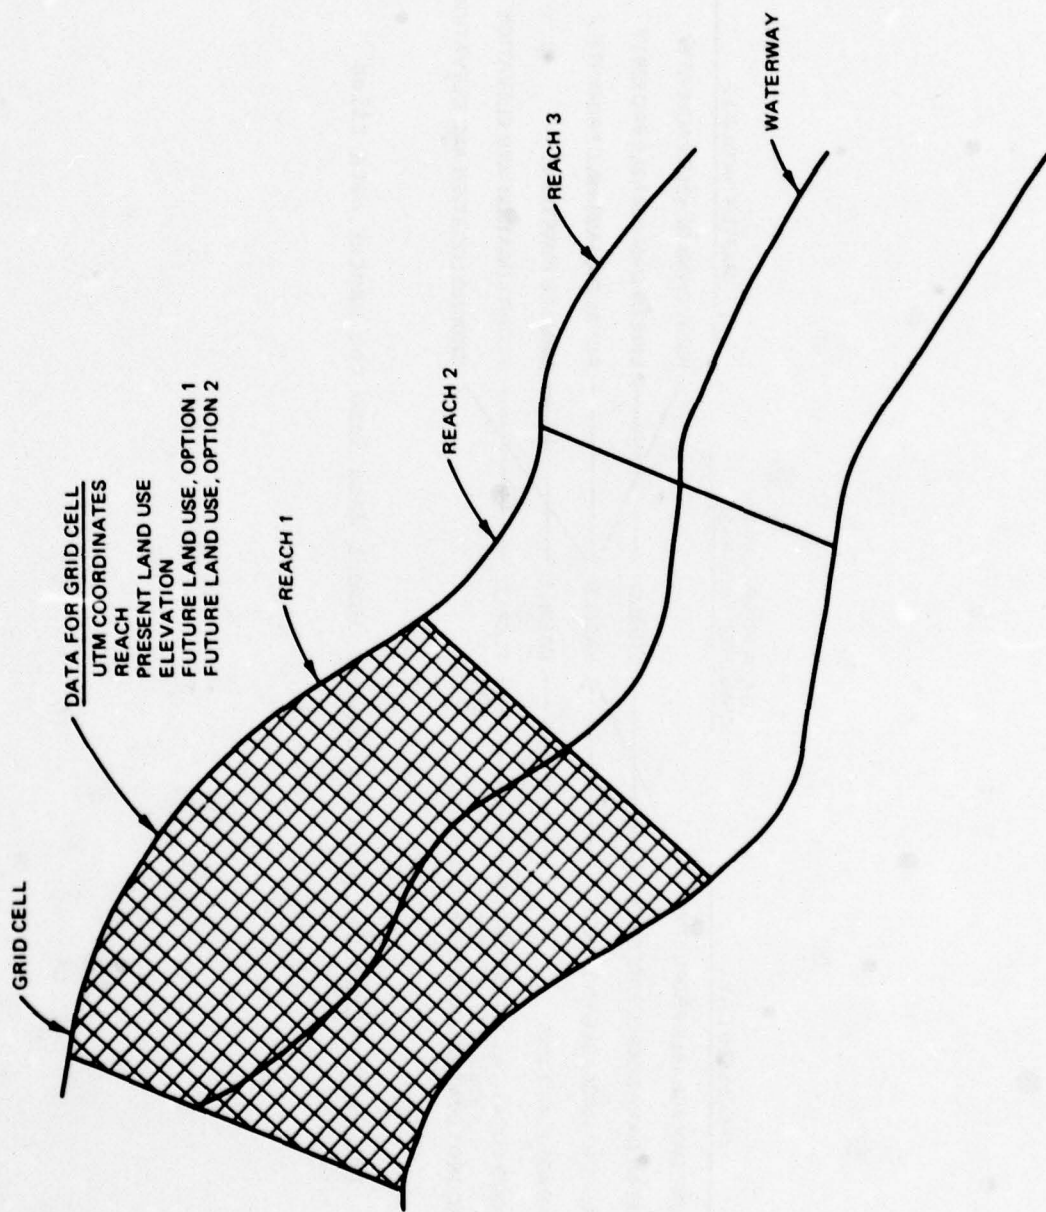 GRID CELL
DATA FOR GRID CELL
UTM COORDINATES
REACH
PRESENT LAND USE
ELEVATION
FUTURE LAND USE, OPTION 1
FUTURE LAND USE, OPTION 2
REACH 1
REACH 2
REACH 3
WATERWAY